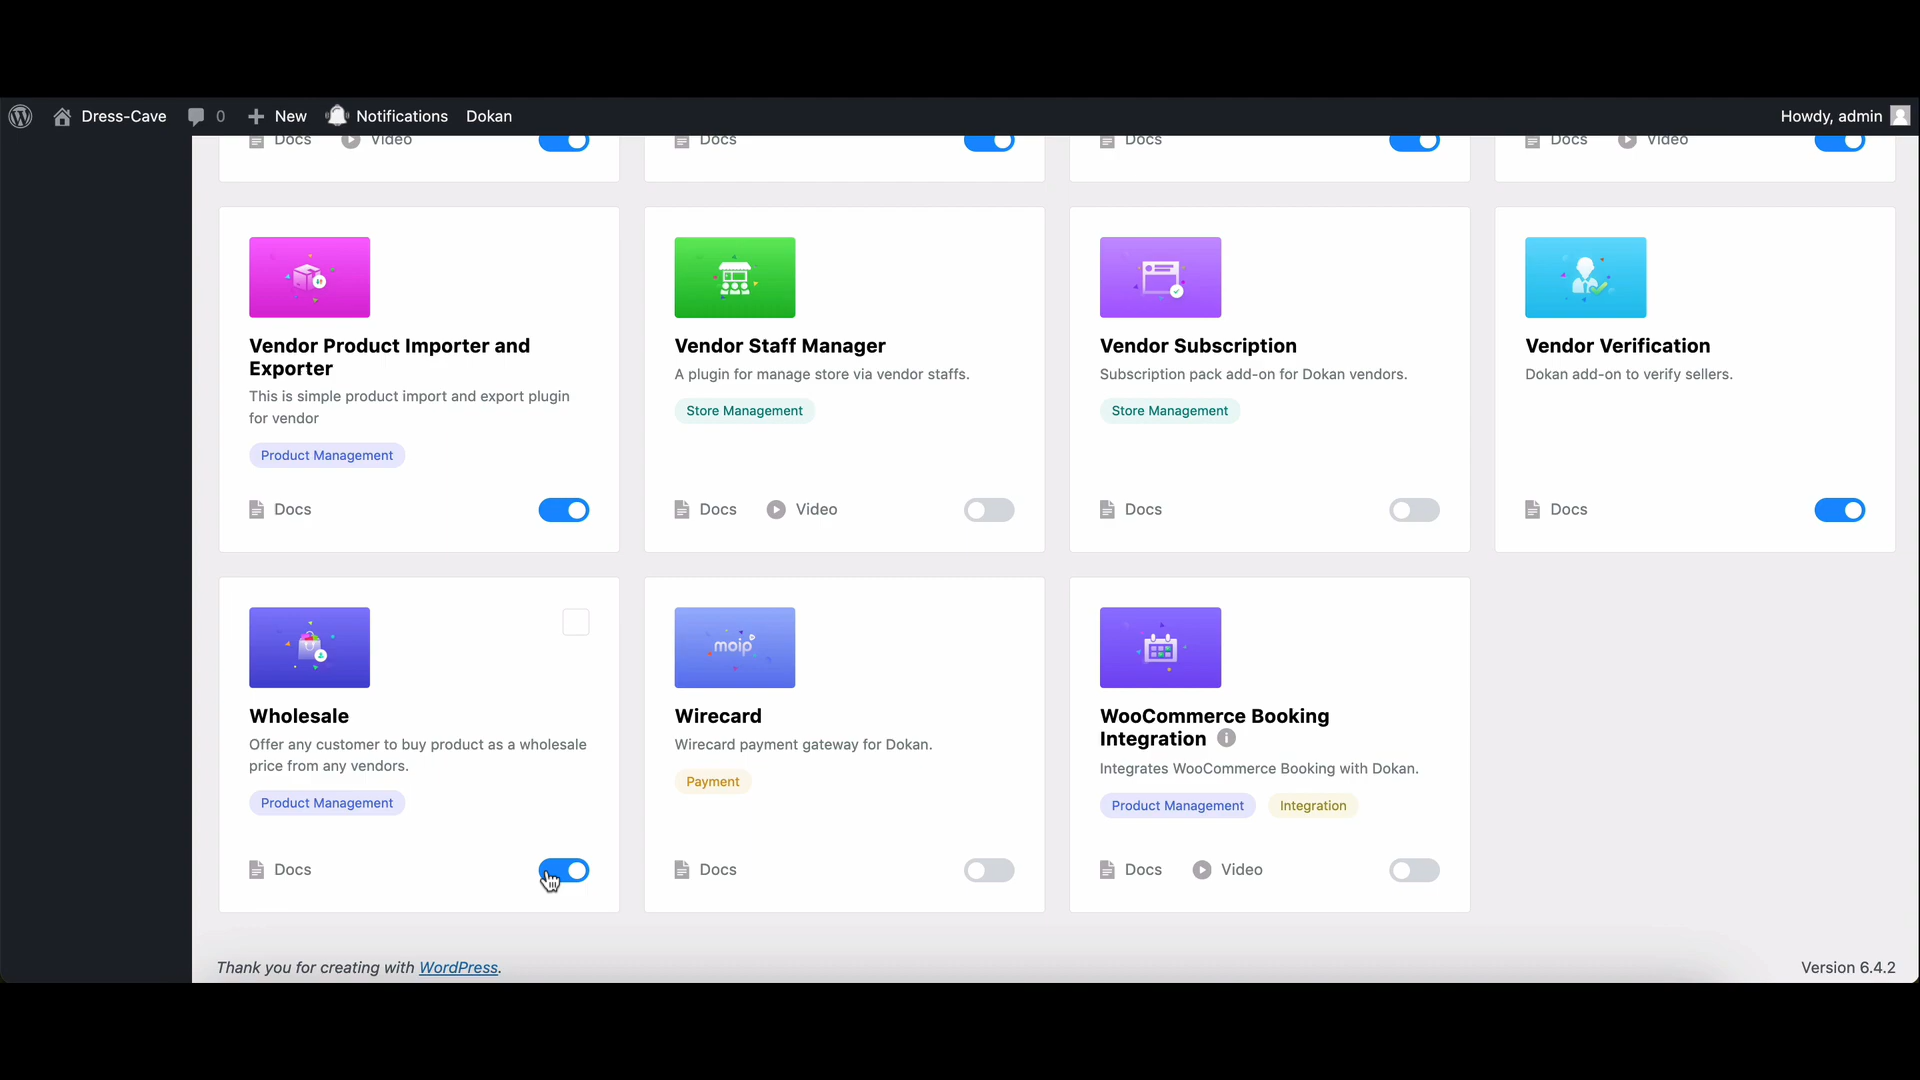 Dress-Cave 0 New Notifications Dokan Howdy, admin
Docs Video Docs Docs Docs Video
Vendor Product Importer and
Exporter
This is simple product import and export plugin
for vendor
Product Management
Docs
Vendor Staff Manager
A plugin for manage store via vendor staffs.
Store Management
Docs Video
Vendor Subscription
Subscription pack add-on for Dokan vendors.
Store Management
Docs
Vendor Verification
Dokan add-on to verify sellers.
Docs
Wholesale
Offer any customer to buy product as a wholesale
price from any vendors.
Product Management
Docs
moip
Wirecard
Wirecard payment gateway for Dokan.
Payment
Docs
WooCommerce Booking
Integration
Integrates WooCommerce Booking with Dokan.
Product Management Integration
Docs Video
Thank you for creating with WordPress. Version 6.4.2